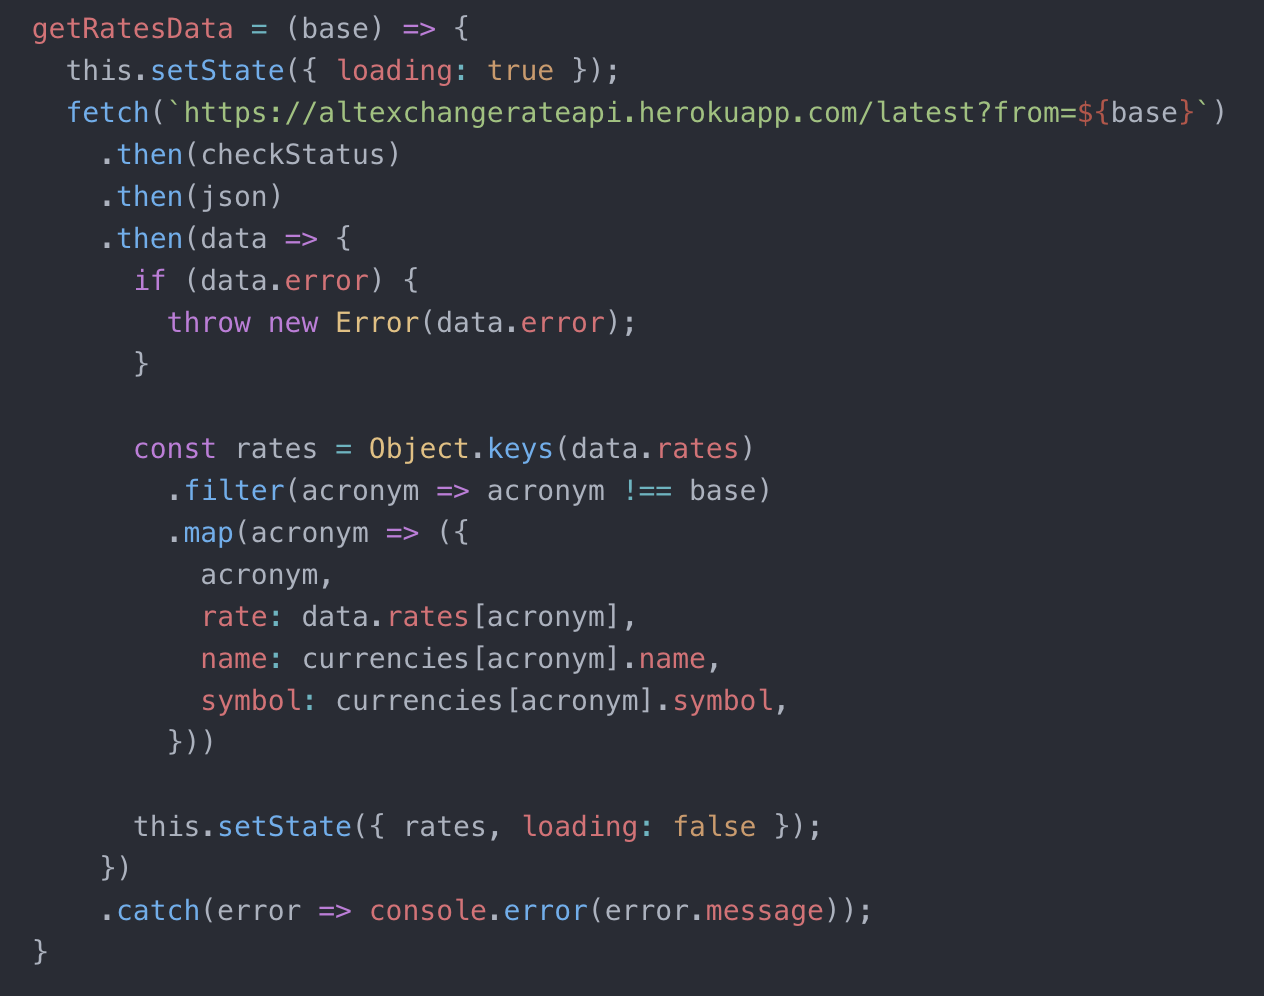 getRatesData = (base) => {
  this.setState({ loading: true });
  fetch(`https://altexchangerateapi.herokuapp.com/latest?from=${base}`)
    .then(checkStatus)
    .then(json)
    .then(data => {
      if (data.error) {
        throw new Error(data.error);
      }

      const rates = Object.keys(data.rates)
        .filter(acronym => acronym !== base)
        .map(acronym => ({
          acronym,
          rate: data.rates[acronym],
          name: currencies[acronym].name,
          symbol: currencies[acronym].symbol,
        }))

      this.setState({ rates, loading: false });
    })
    .catch(error => console.error(error.message));
}